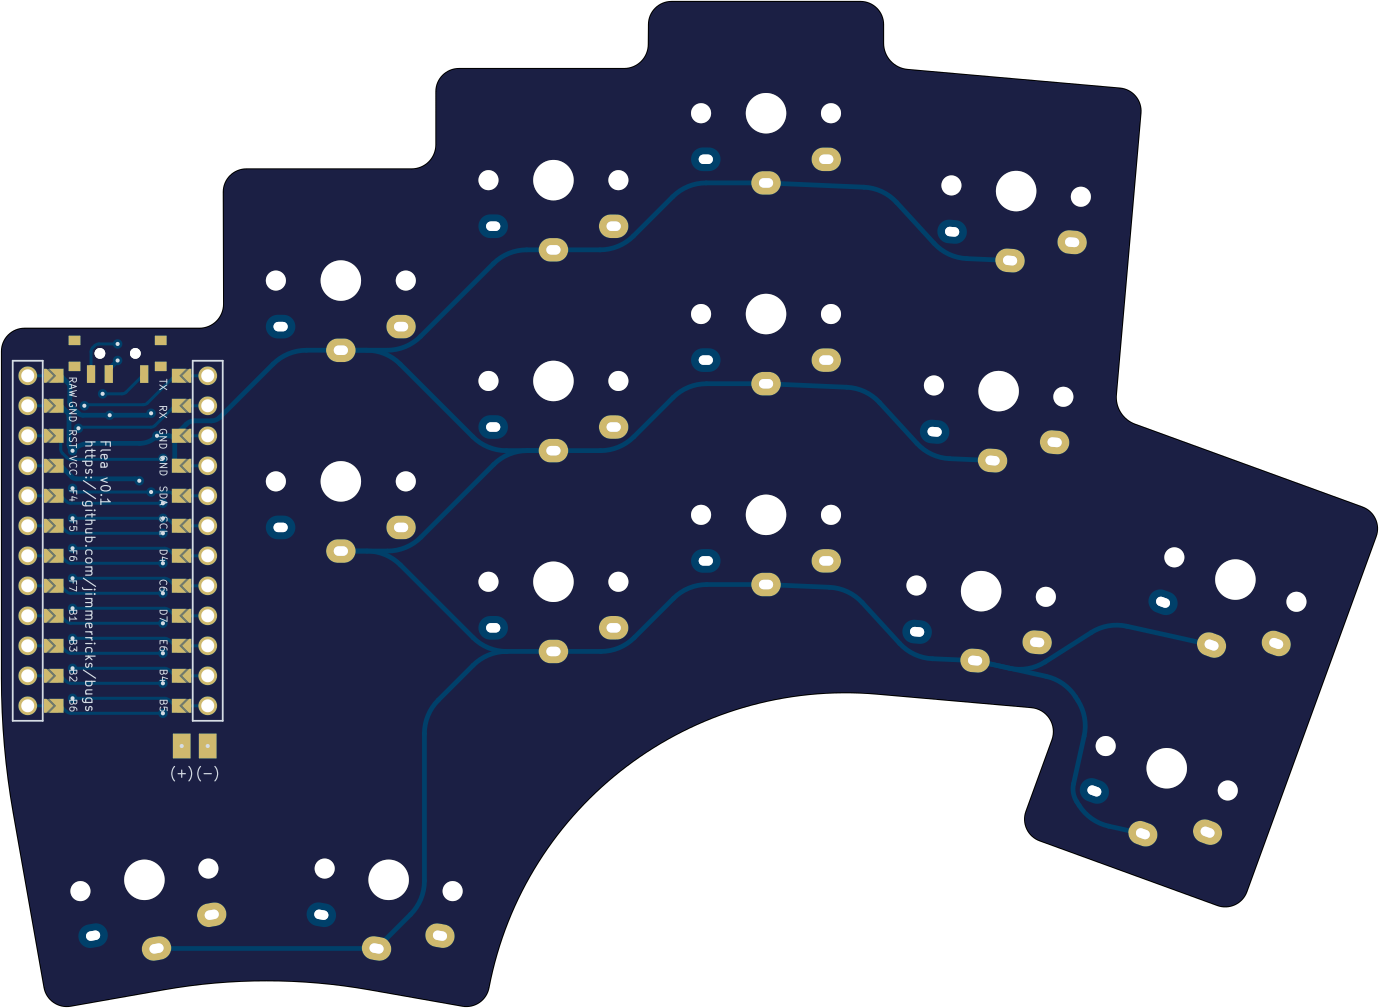 RAW
GND
RST
VCC
F4
F5
F6
F7
B1
B3
B2
B6
TX
RX
GND
GND
SDA
SCL
D4
C6
D7
E6
B4
B5
Flea v0.1
https://github.com/jimmerricks/bugs
(+)(-)